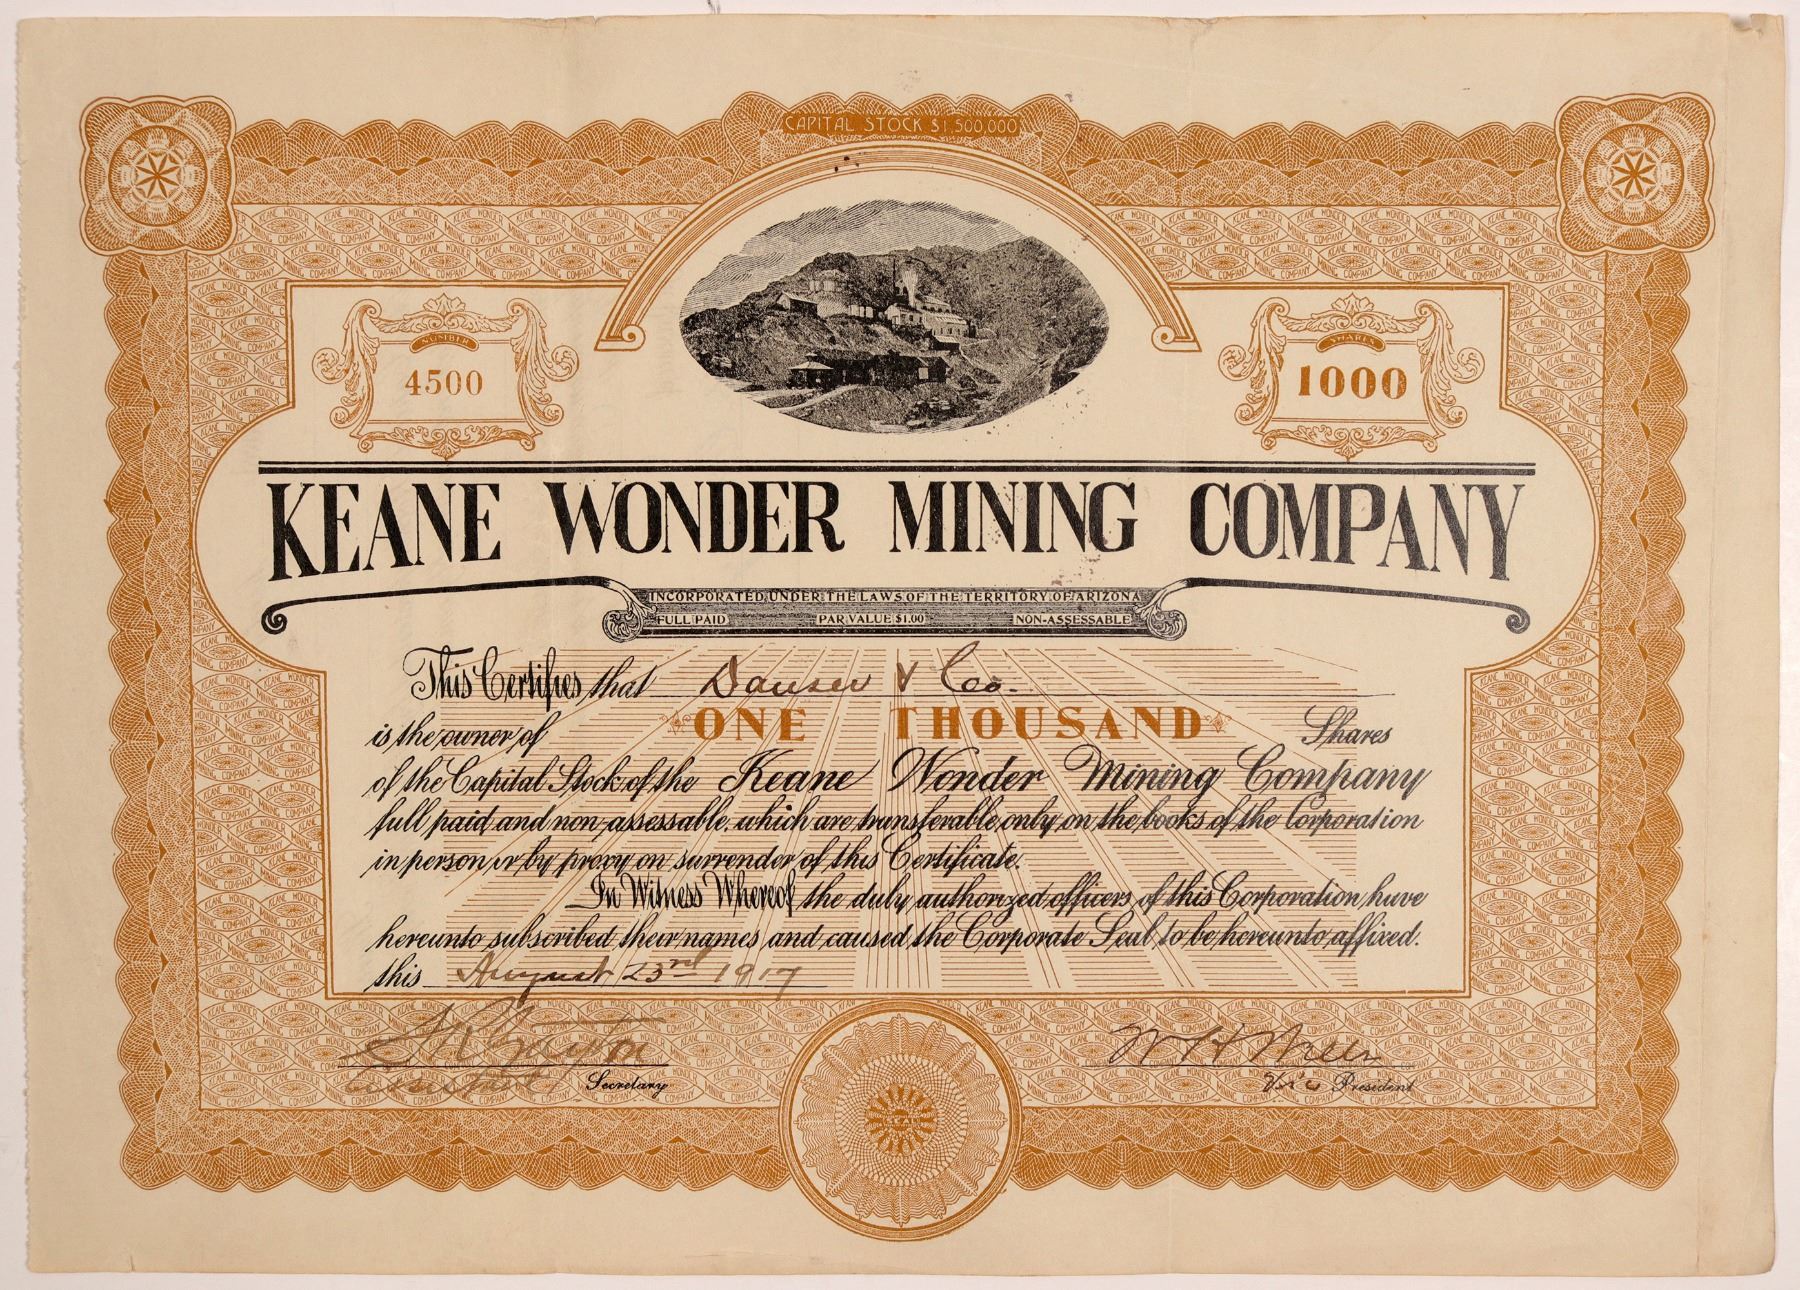 CAPITAL STOCK $1,500,000
NUMBER
4500
SHARES
1000
KEANE WONDER MINING COMPANY
INCORPORATED UNDER THE LAWS OF THE TERRITORY OF ARIZONA
FULL PAID PAR VALUE $1.00 NON-ASSESSABLE
This Certifies that & Co.
is the owner of ONE THOUSAND Shares
of the Capital Stock of the Keane Wonder Mining Company
full paid and non-assessable, which are transferable only on the books of the Corporation
in person or by proxy on surrender of this Certificate.
In Witness Whereof the duly authorized officers of this Corporation have
hereunto subscribed their names and caused the Corporate Seal to be hereunto affixed.
this August 23rd 1917
Assistant Secretary
Vice President